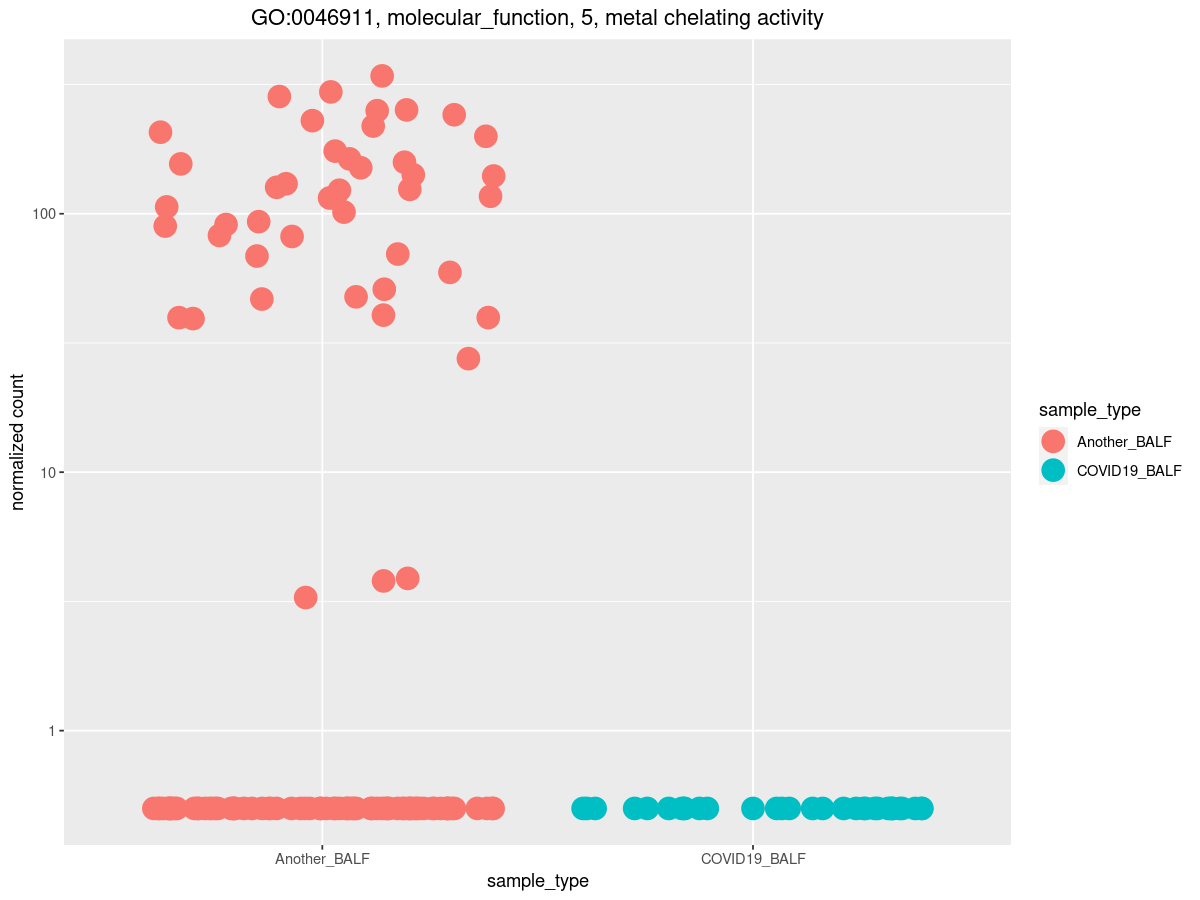 GO:0046911, molecular_function, 5, metal chelating activity
normalized count
100
10
1
Another_BALF
COVID19_BALF
sample_type
sample_type
Another_BALF
COVID19_BALF